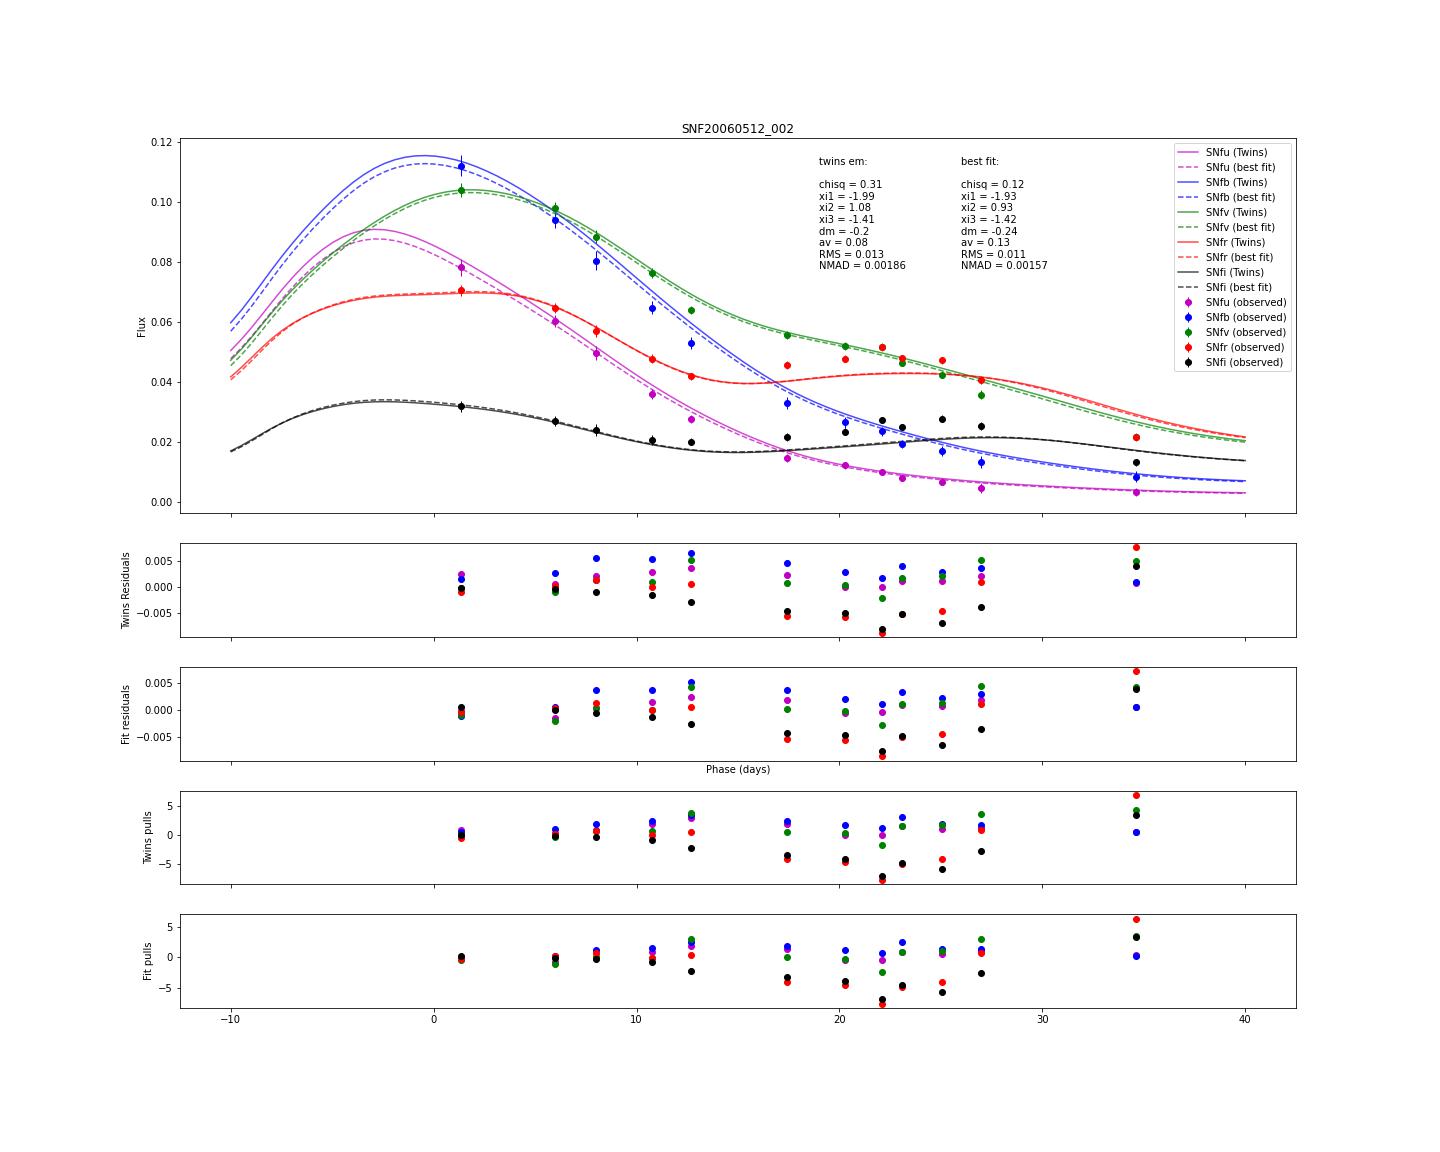 SNF20060512_002
0.12
0.10
0.08
0.06
0.04
0.02
0.00
Flux
twins em:
chisq = 0.31
xi1 = -1.99
xi2 = 1.08
xi3 = -1.41
dm = -0.2
av = 0.08
RMS = 0.013
NMAD = 0.00186
best fit:
chisq = 0.12
xi1 = -1.93
xi2 = 0.93
xi3 = -1.42
dm = -0.24
av = 0.13
RMS = 0.011
NMAD = 0.00157
SNfu (Twins)
SNfu (best fit)
SNfb (Twins)
SNfb (best fit)
SNfv (Twins)
SNfv (best fit)
SNfr (Twins)
SNfr (best fit)
SNfi (Twins)
SNfi (best fit)
SNfu (observed)
SNfb (observed)
SNfv (observed)
SNfr (observed)
SNfi (observed)
0.005
0.000
−0.005
Twins Residuals
0.005
0.000
−0.005
Fit residuals
Phase (days)
5
0
−5
Twins pulls
5
0
−5
Fit pulls
−10
0
10
20
30
40